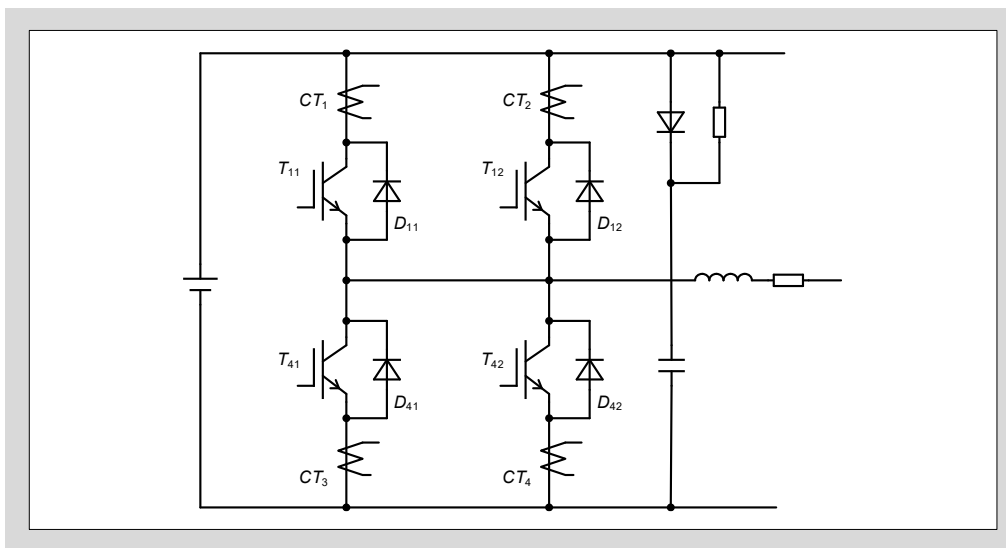 CT₁
CT₂
T₁₁
T₁₂
D₁₁
D₁₂
T₄₁
T₄₂
D₄₁
D₄₂
CT₃
CT₄